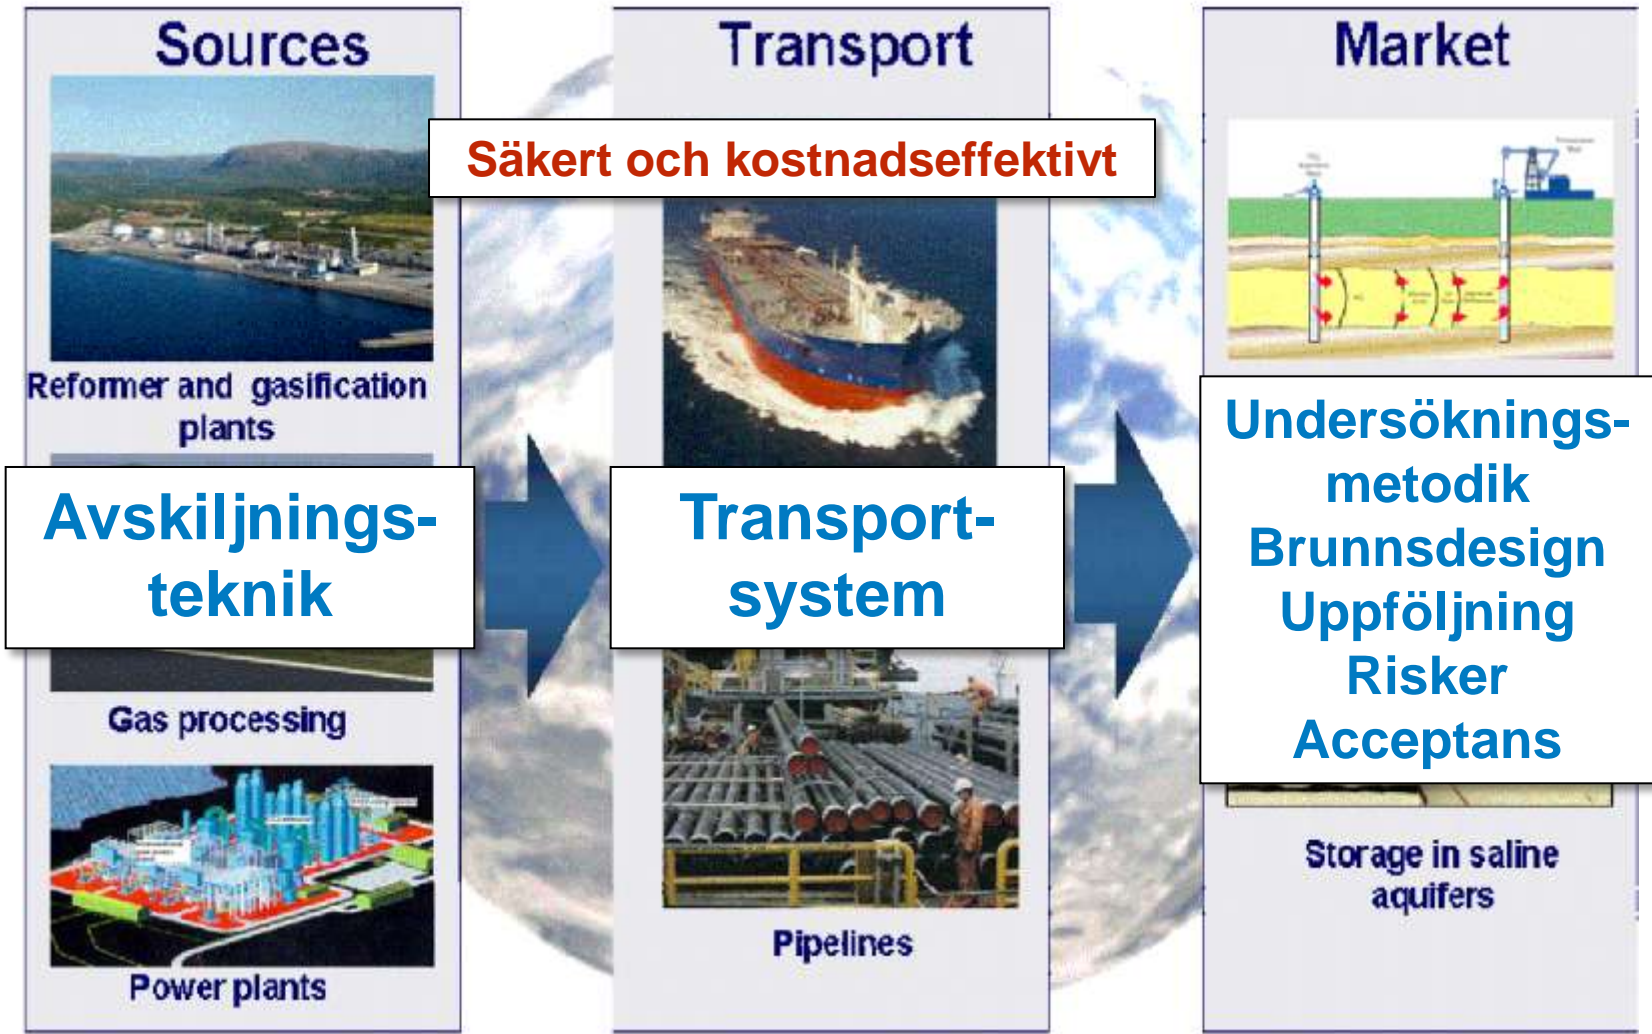 Sources
Transport
Market
Säkert och kostnadseffektivt
Reformer and gasification
plants
Avskiljnings-
teknik
Gas processing
Power plants
Transport-
system
Pipelines
Undersöknings-
metodik
Brunnsdesign
Uppföljning
Risker
Acceptans
Storage in saline
aquifers